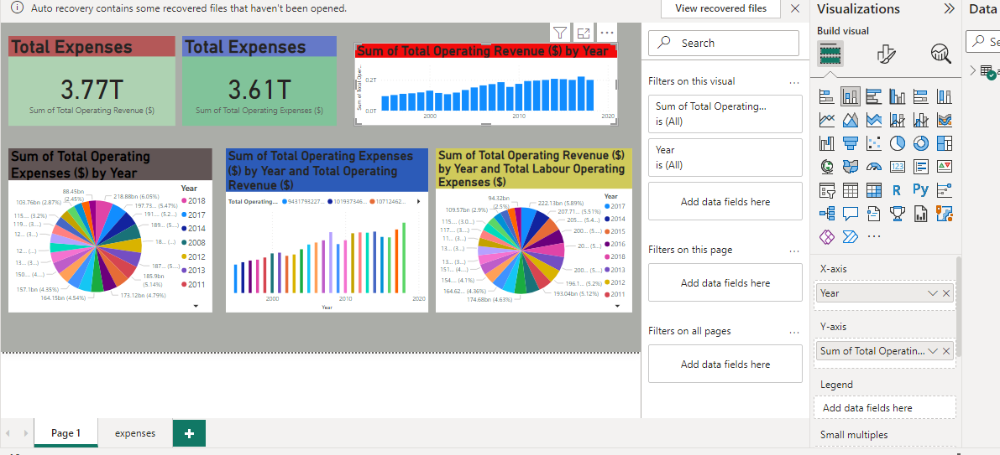 Auto recovery contains some recovered files that haven't been opened.
View recovered files
Visualizations
Data
Build visual
Search
Se
Total Expenses
3.77T
Sum of Total Operating Revenue ($)
Total Expenses
3.61T
Sum of Total Operating Expenses ($)
Sum of Total Operating Revenue ($) by Year
Sum of Total Oper...
0.2T
0.0T
2000
2010
2020
Sum of Total Operating
Expenses ($) by Year
Year
2018
2017
2014
2008
2012
2013
2011
88.45bn
(2.45%)
103.76bn (2.87%)
115.... (3.2%)
119... (3...)
12... (...)
12... (...)
13... (3...)
150.... (4...)
157.1bn (4.35%)
164.15bn (4.54%)
173.12bn (4.79%)
185.9bn
(5.14%)
187... (5...)
18... (...)
189... (5...)
191... (5.2...)
197.73... (5.47%)
218.88bn (6.05%)
Sum of Total Operating Expenses
($) by Year and Total Operating
Revenue ($)
Total Operating...
9431793227...
101937346...
10712462...
2000
2010
2020
Year
Sum of Total Operating Revenue ($)
by Year and Total Labour Operating
Expenses ($)
Year
2017
2014
2015
2016
2018
2013
2012
2011
94.32bn
(2.5%)
109.57bn (2.9%)
115.... (3.0...)
117.... (3...)
11... (3...)
13... (3...)
13... (3...)
151... (4...)
154.... (4.1%)
164.62... (4.36%)
174.68bn (4.63%)
193.04bn (5.12%)
196.1... (5.2%)
200... (5...)
20... (5...)
200... (5...)
205... (5.4...)
207.71... (5.51%)
222.13bn (5.89%)
Filters on this visual
Sum of Total Operating...
is (All)
Year
is (All)
Add data fields here
Filters on this page
Add data fields here
Filters on all pages
Add data fields here
123
R
Py
X-axis
Year
Y-axis
Sum of Total Operatin...
Legend
Add data fields here
Small multiples
Page 1
expenses